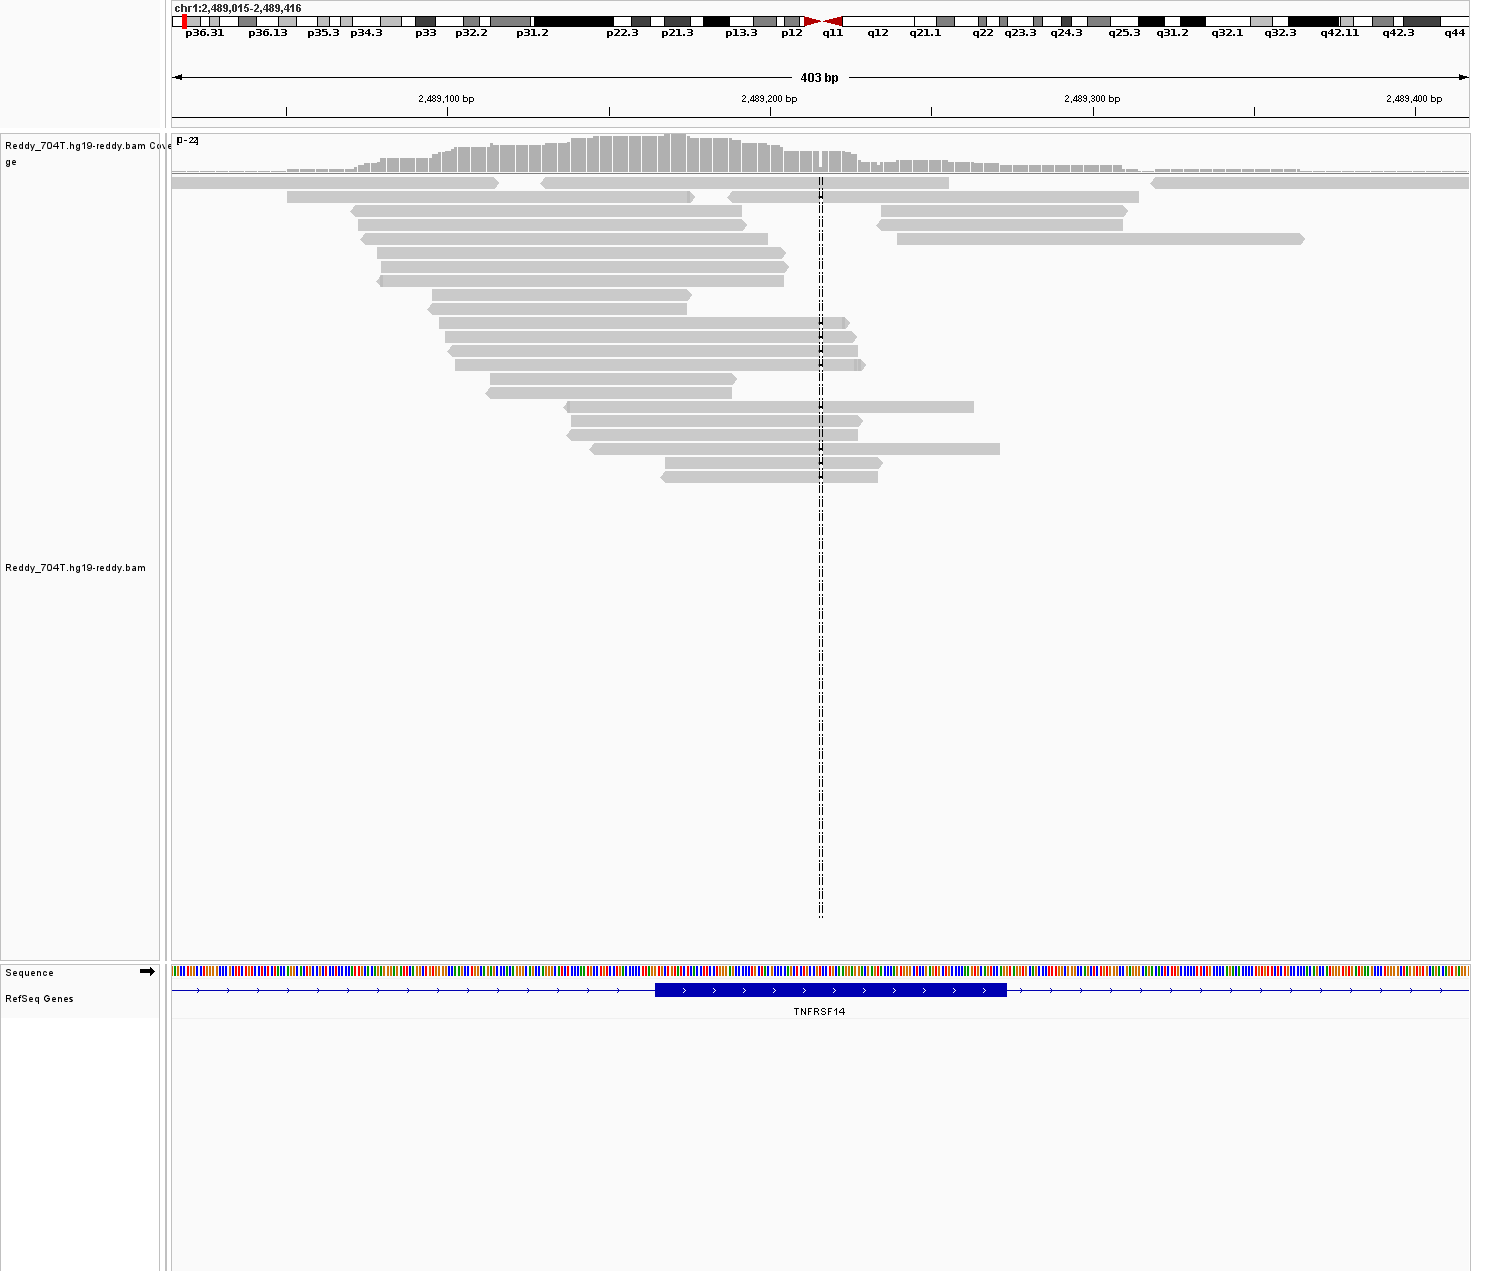 chr1:2,489,015-2,489,416
p36.31 p36.13 p35.3 p34.3 p33 p32.2 p31.2 p22.3 p21.3 p13.3 p12 q11 q12 q21.1 q22 q23.3 q24.3 q25.3 q31.2 q32.1 q32.3 q42.11 q42.3 q44
403 bp
2,489,100 bp 2,489,200 bp 2,489,300 bp 2,489,400 bp
[0-22]
Reddy_704T.hg19-reddy.bam Cove
ge
Reddy_704T.hg19-reddy.bam
Sequence
RefSeq Genes
TNFRSF14